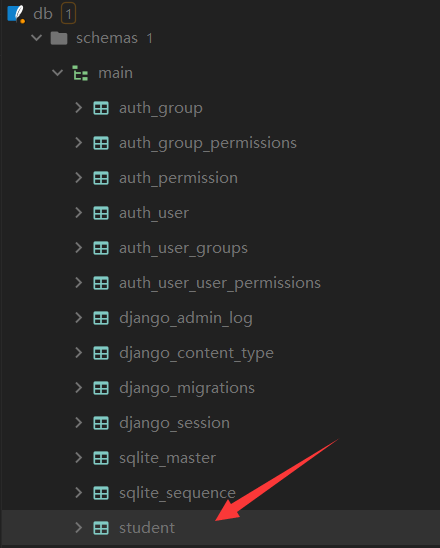 db 1
schemas 1
main
auth_group
auth_group_permissions
auth_permission
auth_user
auth_user_groups
auth_user_user_permissions
django_admin_log
django_content_type
django_migrations
django_session
sqlite_master
sqlite_sequence
student